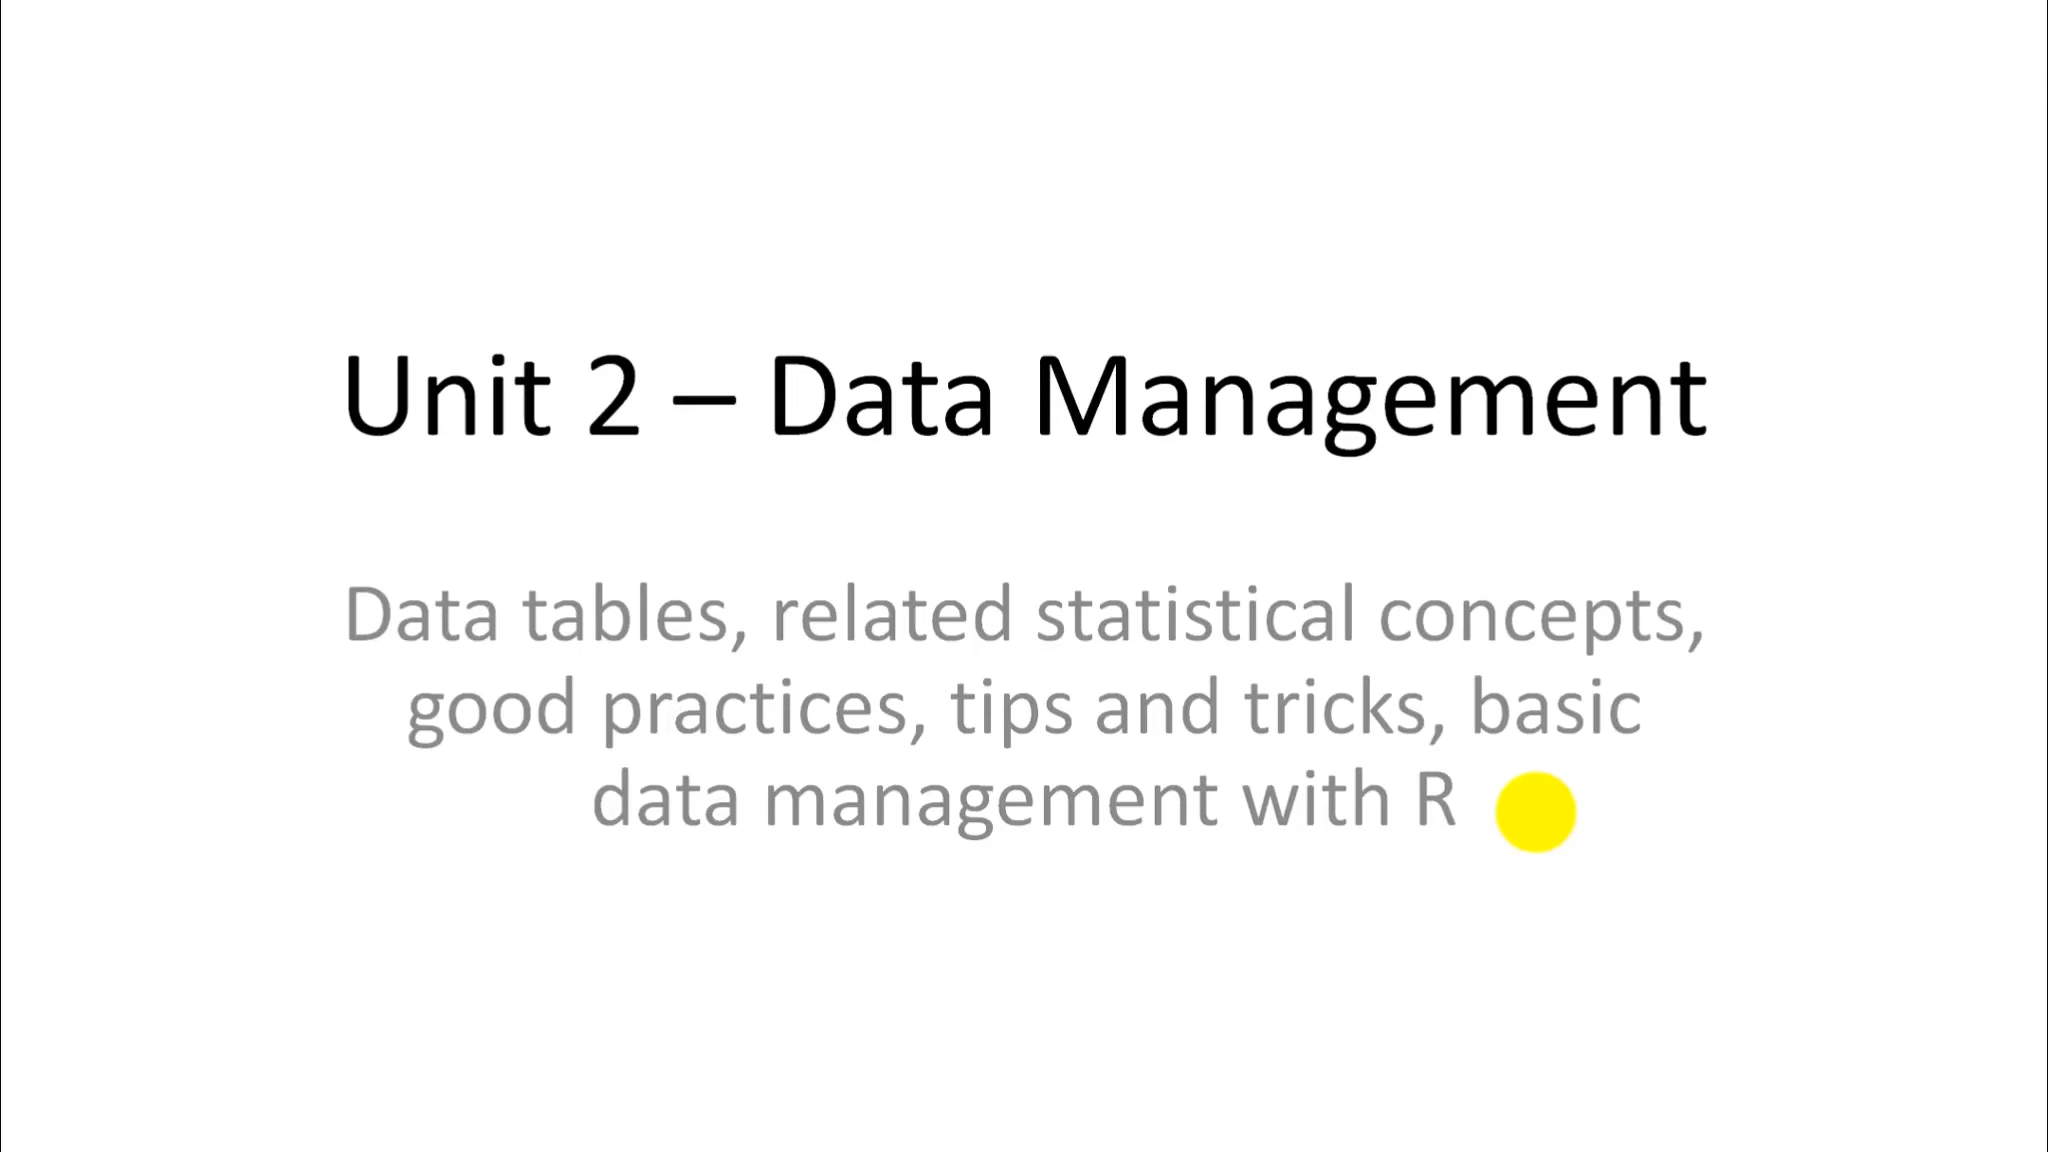 Unit 2 – Data Management
Data tables, related statistical concepts,
good practices, tips and tricks, basic
data management with R